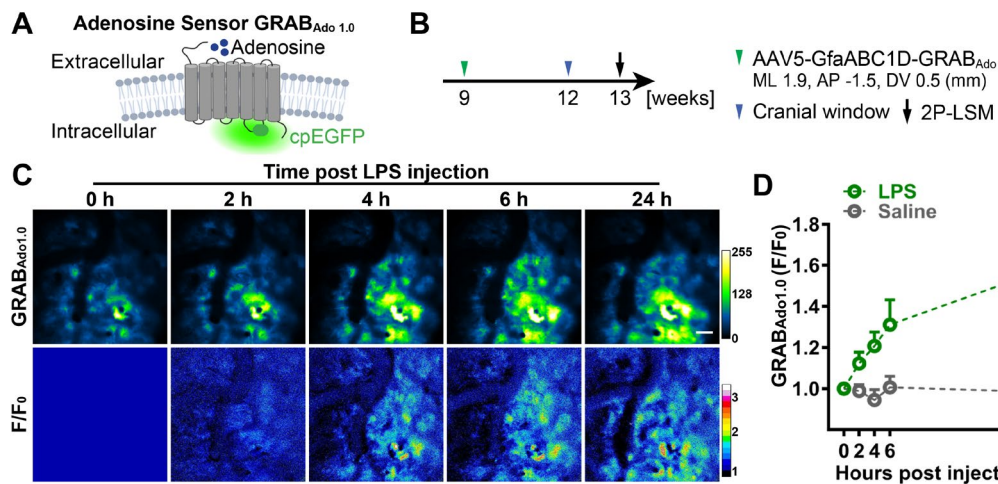 A
Adenosine Sensor GRABAdo 1.0
Adenosine
Extracellular
Intracellular
cpEGFP
B
9
12
13
[weeks]
AAV5-GfaABC1D-GRABAdo
ML 1.9, AP -1.5, DV 0.5 (mm)
Cranial window
2P-LSM
C
Time post LPS injection
0 h
2 h
4 h
6 h
24 h
GRABAdo1.0
255
128
0
F/F0
3
2
1
D
LPS
Saline
GRABAdo1.0 (F/F0)
1.8
1.6
1.4
1.2
1.0
0 2 4 6
Hours post inject